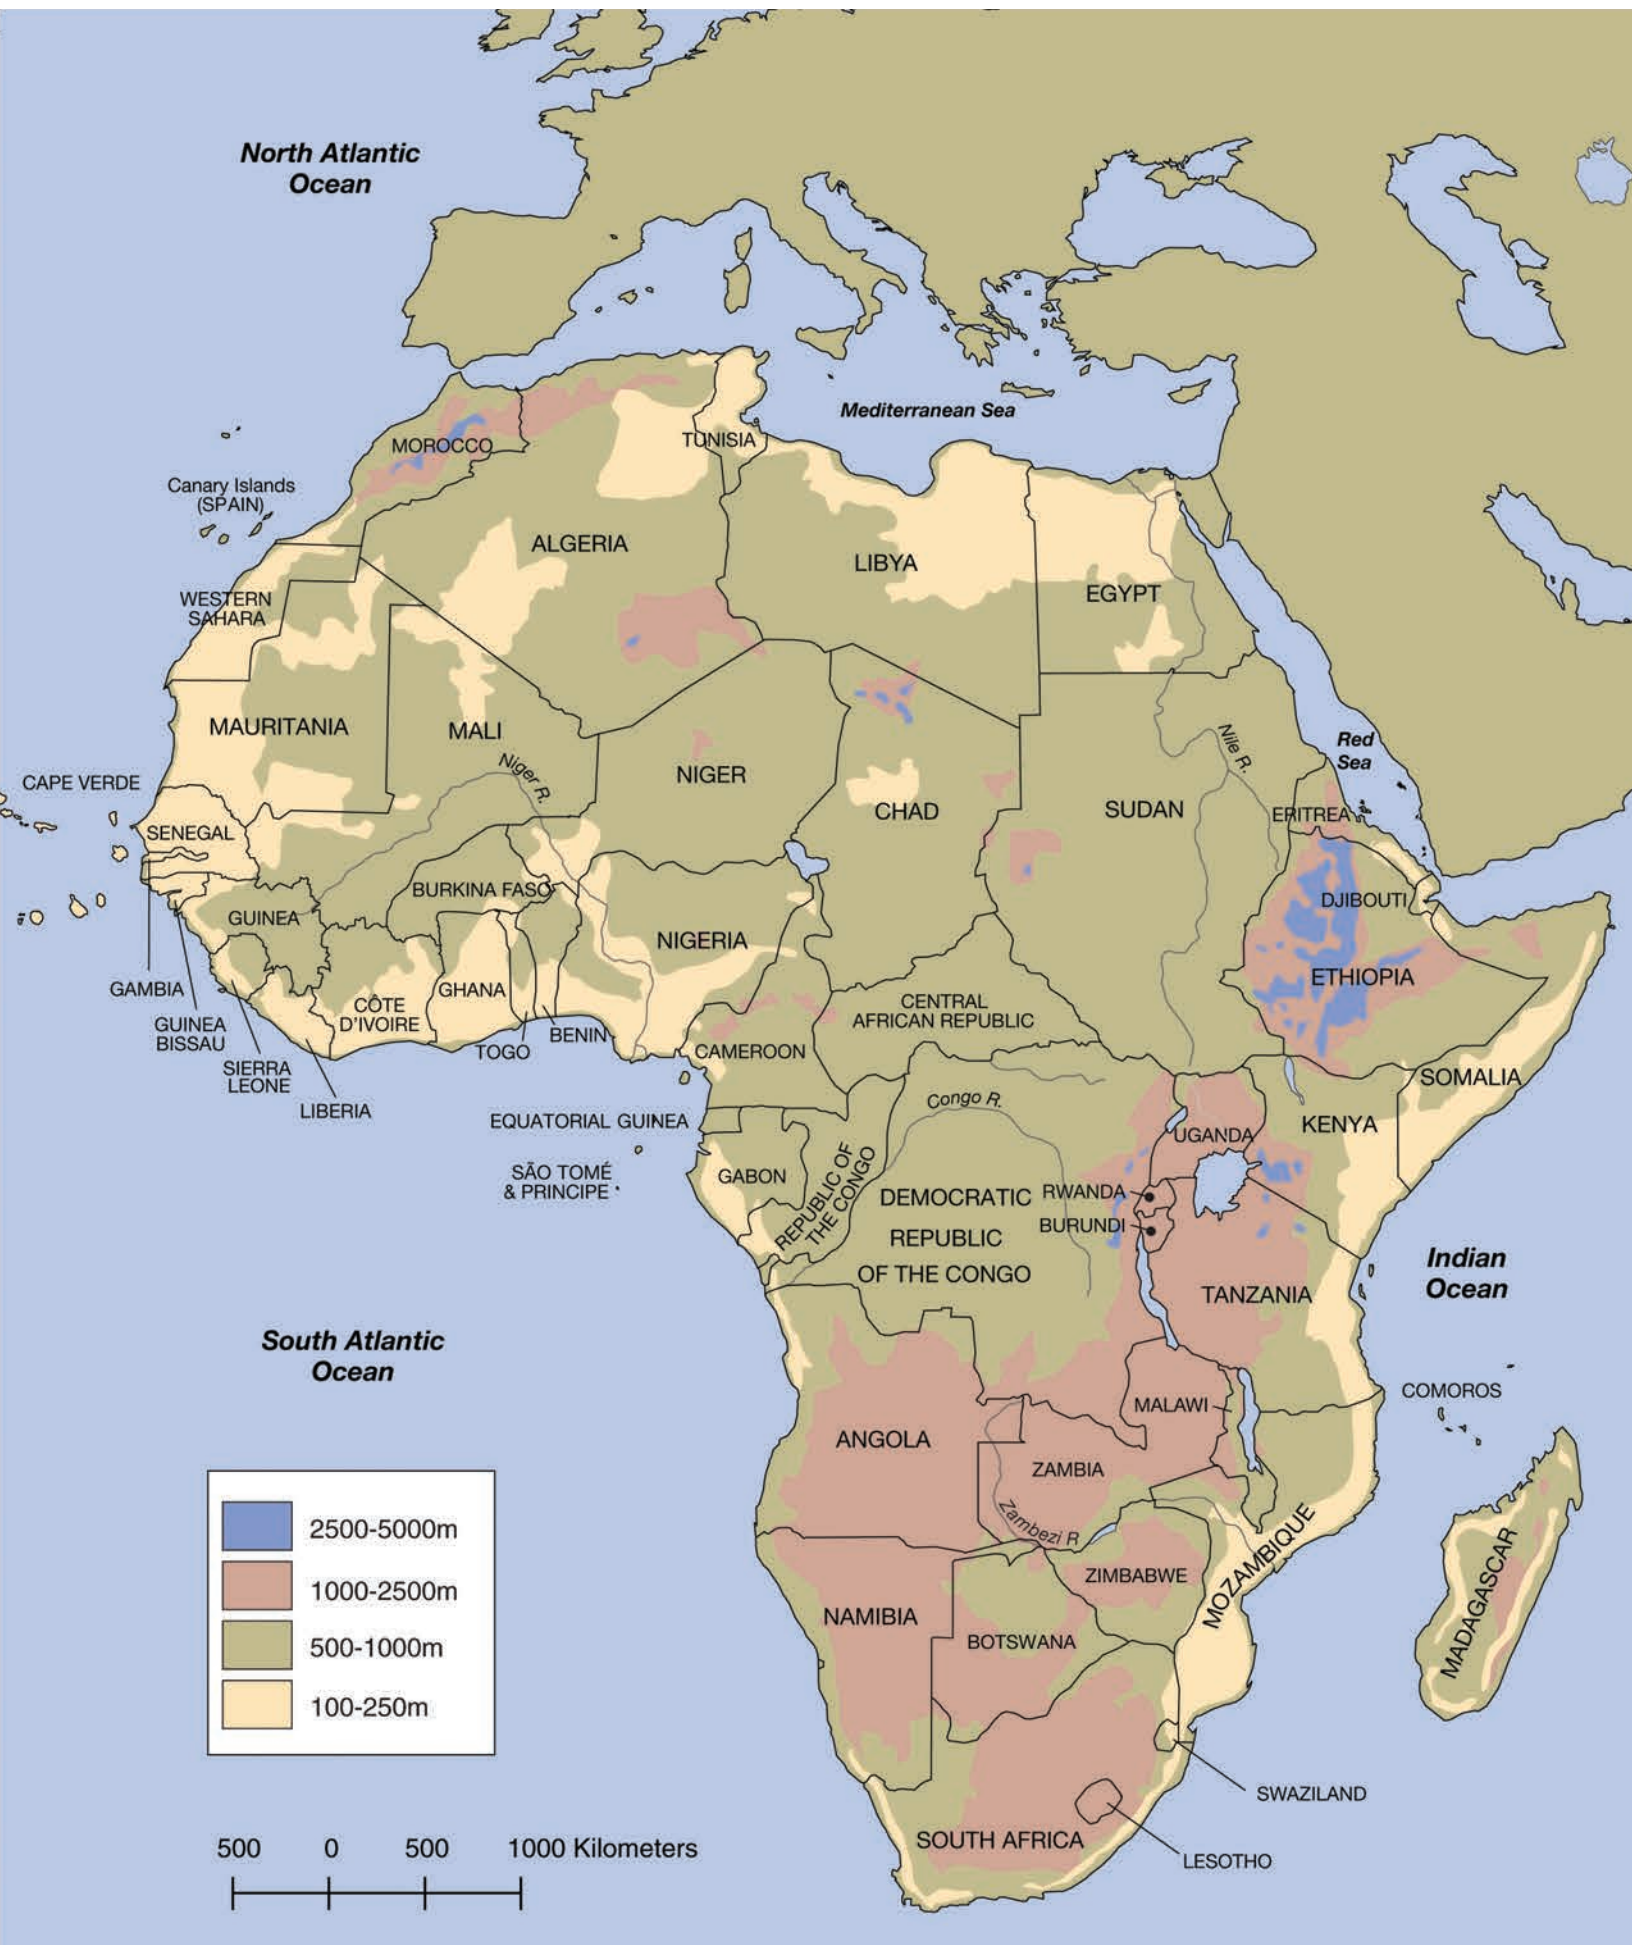 North Atlantic
Ocean
Mediterranean Sea
MOROCCO
TUNISIA
Canary Islands
(SPAIN)
ALGERIA
LIBYA
EGYPT
WESTERN
SAHARA
MAURITANIA
MALI
Niger R.
NIGER
CHAD
SUDAN
Nile R.
Red
Sea
CAPE VERDE
SENEGAL
ERITREA
BURKINA FASO
DJIBOUTI
GUINEA
NIGERIA
ETHIOPIA
GAMBIA
GHANA
CÔTE
D'IVOIRE
CENTRAL
AFRICAN REPUBLIC
GUINEA
BISSAU
BENIN
TOGO
CAMEROON
SIERRA
LEONE
SOMALIA
LIBERIA
Congo R.
EQUATORIAL GUINEA
UGANDA
KENYA
SÃO TOMÉ
& PRINCIPE
GABON
REPUBLIC OF
THE CONGO
DEMOCRATIC
REPUBLIC
OF THE CONGO
RWANDA
BURUNDI
Indian
Ocean
TANZANIA
South Atlantic
Ocean
COMOROS
MALAWI
ANGOLA
ZAMBIA
Zambezi R
MOZAMBIQUE
ZIMBABWE
MADAGASCAR
NAMIBIA
BOTSWANA
2500-5000m
1000-2500m
500-1000m
100-250m
SWAZILAND
SOUTH AFRICA
LESOTHO
500 0 500 1000 Kilometers